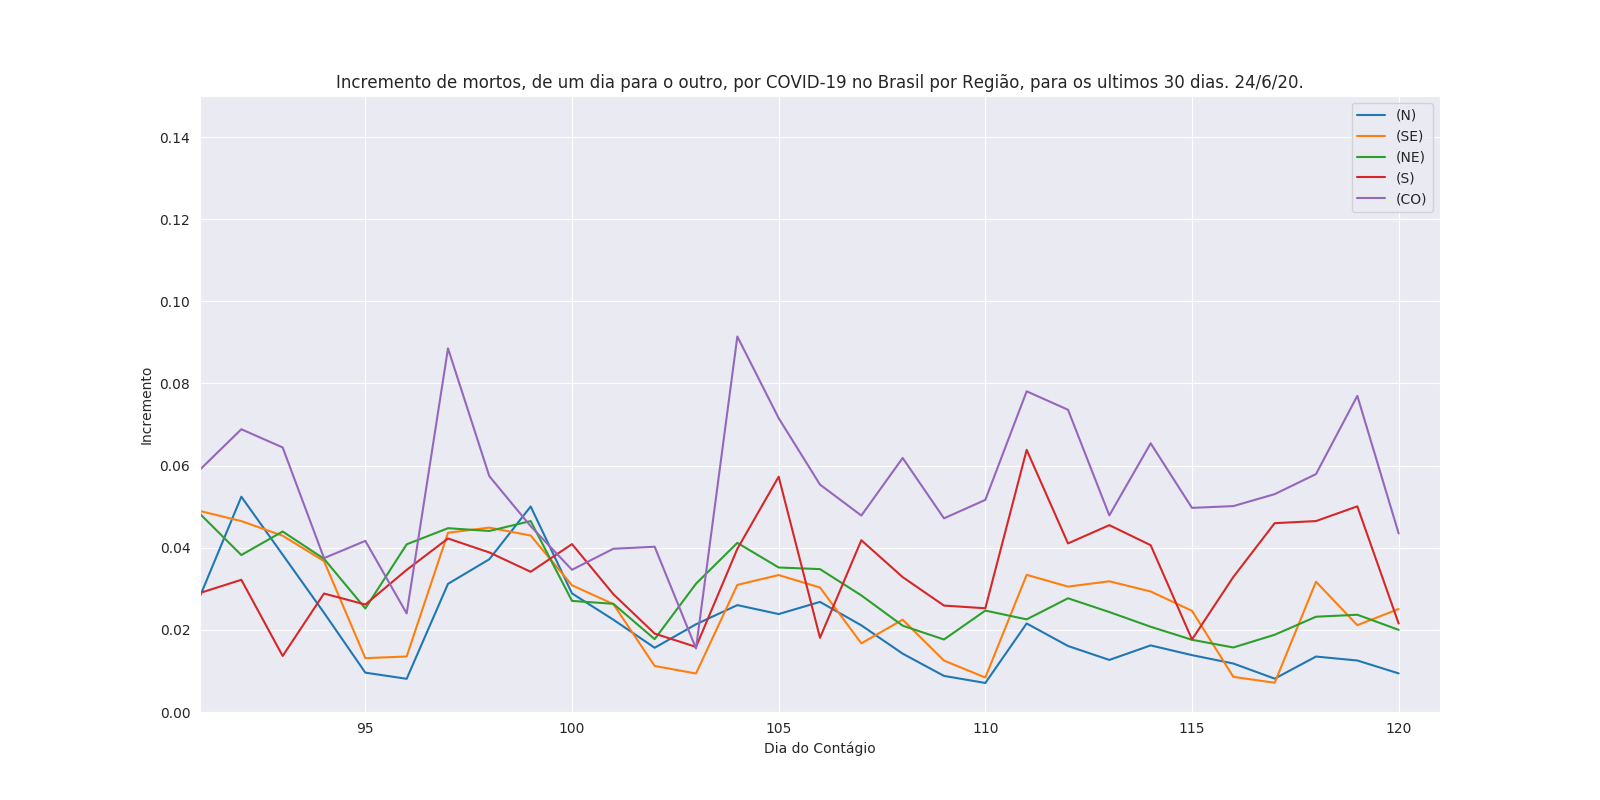 Incremento de mortos, de um dia para o outro, por COVID-19 no Brasil por Região, para os ultimos 30 dias. 24/6/20.
(N)
(SE)
(NE)
(S)
(CO)
0.14
0.12
0.10
0.08
0.06
0.04
0.02
0.00
Incremento
95 100 105 110 115 120
Dia do Contágio